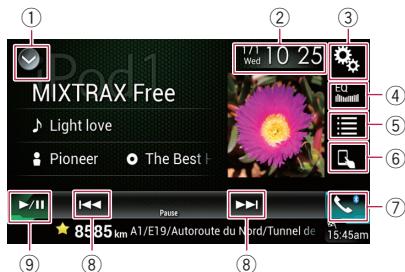 ① ② ③
iPod1
1/1 Wed 10 25
MIXTRAX Free
EQ
④
Light love
⑤
Pioneer The Best H
⑥
Pause
⑦
8585 km A1/E19/Autoroute du Nord/Tunnel de
15:45am
⑨ ⑧ ⑧